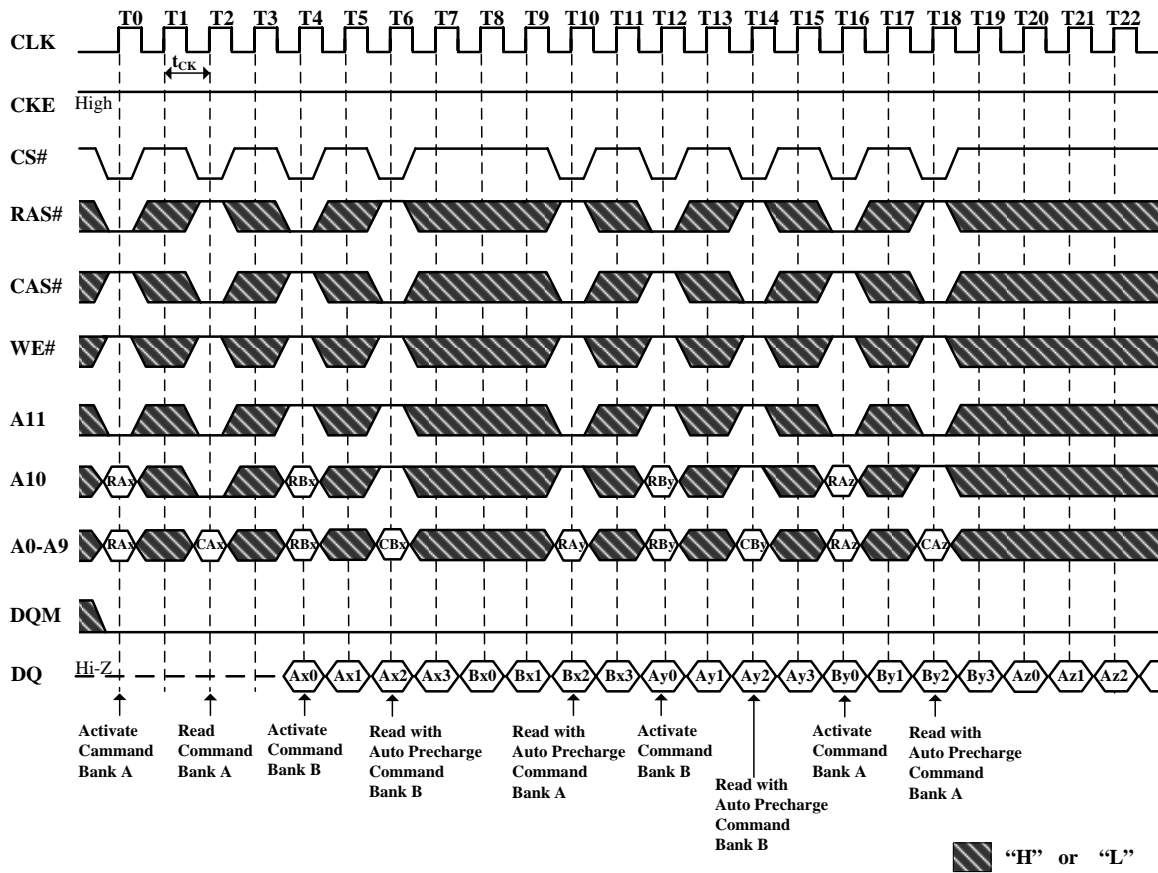 T0 T1 T2 T3 T4 T5 T6 T7 T8 T9 T10 T11 T12 T13 T14 T15 T16 T17 T18 T19 T20 T21 T22
CLK
tCK
CKE High
CS#
RAS#
CAS#
WE#
A11
A10 RAx RBx RBy RAz
A0-A9 RAx CAx RBx CBx RAy RBy CBy RAz CAz
DQM
DQ Hi-Z Ax0 Ax1 Ax2 Ax3 Bx0 Bx1 Bx2 Bx3 Ay0 Ay1 Ay2 Ay3 By0 By1 By2 By3 Az0 Az1 Az2
Activate
Cammand
Bank A
Read
Command
Bank A
Activate
Command
Bank B
Read with
Auto Precharge
Command
Bank B
Read with
Auto Precharge
Command
Bank A
Activate
Command
Bank B
Read with
Auto Precharge
Command
Bank B
Activate
Command
Bank A
Read with
Auto Precharge
Command
Bank A
“H” or “L”